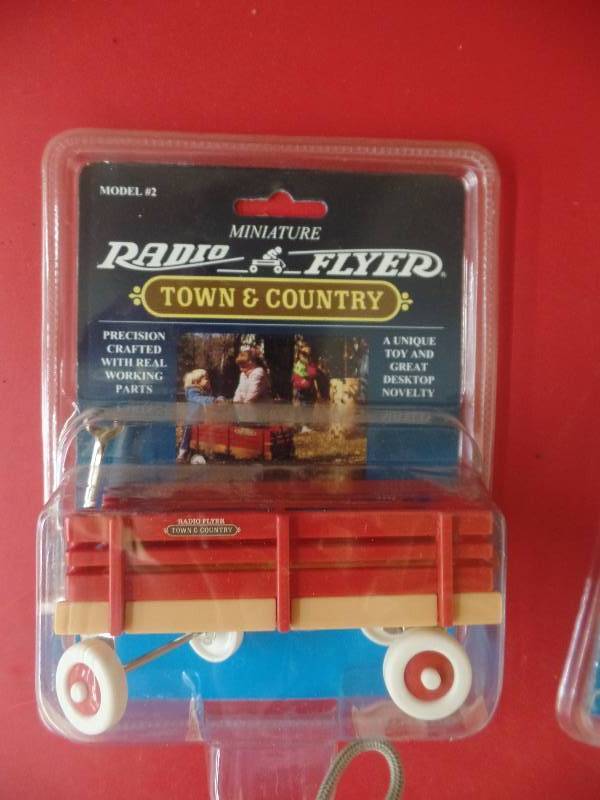 MODEL #2
MINIATURE
RADIO FLYER®
TOWN & COUNTRY
PRECISION
CRAFTED
WITH REAL
WORKING
PARTS
A UNIQUE
TOY AND
GREAT
DESKTOP
NOVELTY
RADIO FLYER
TOWN & COUNTRY